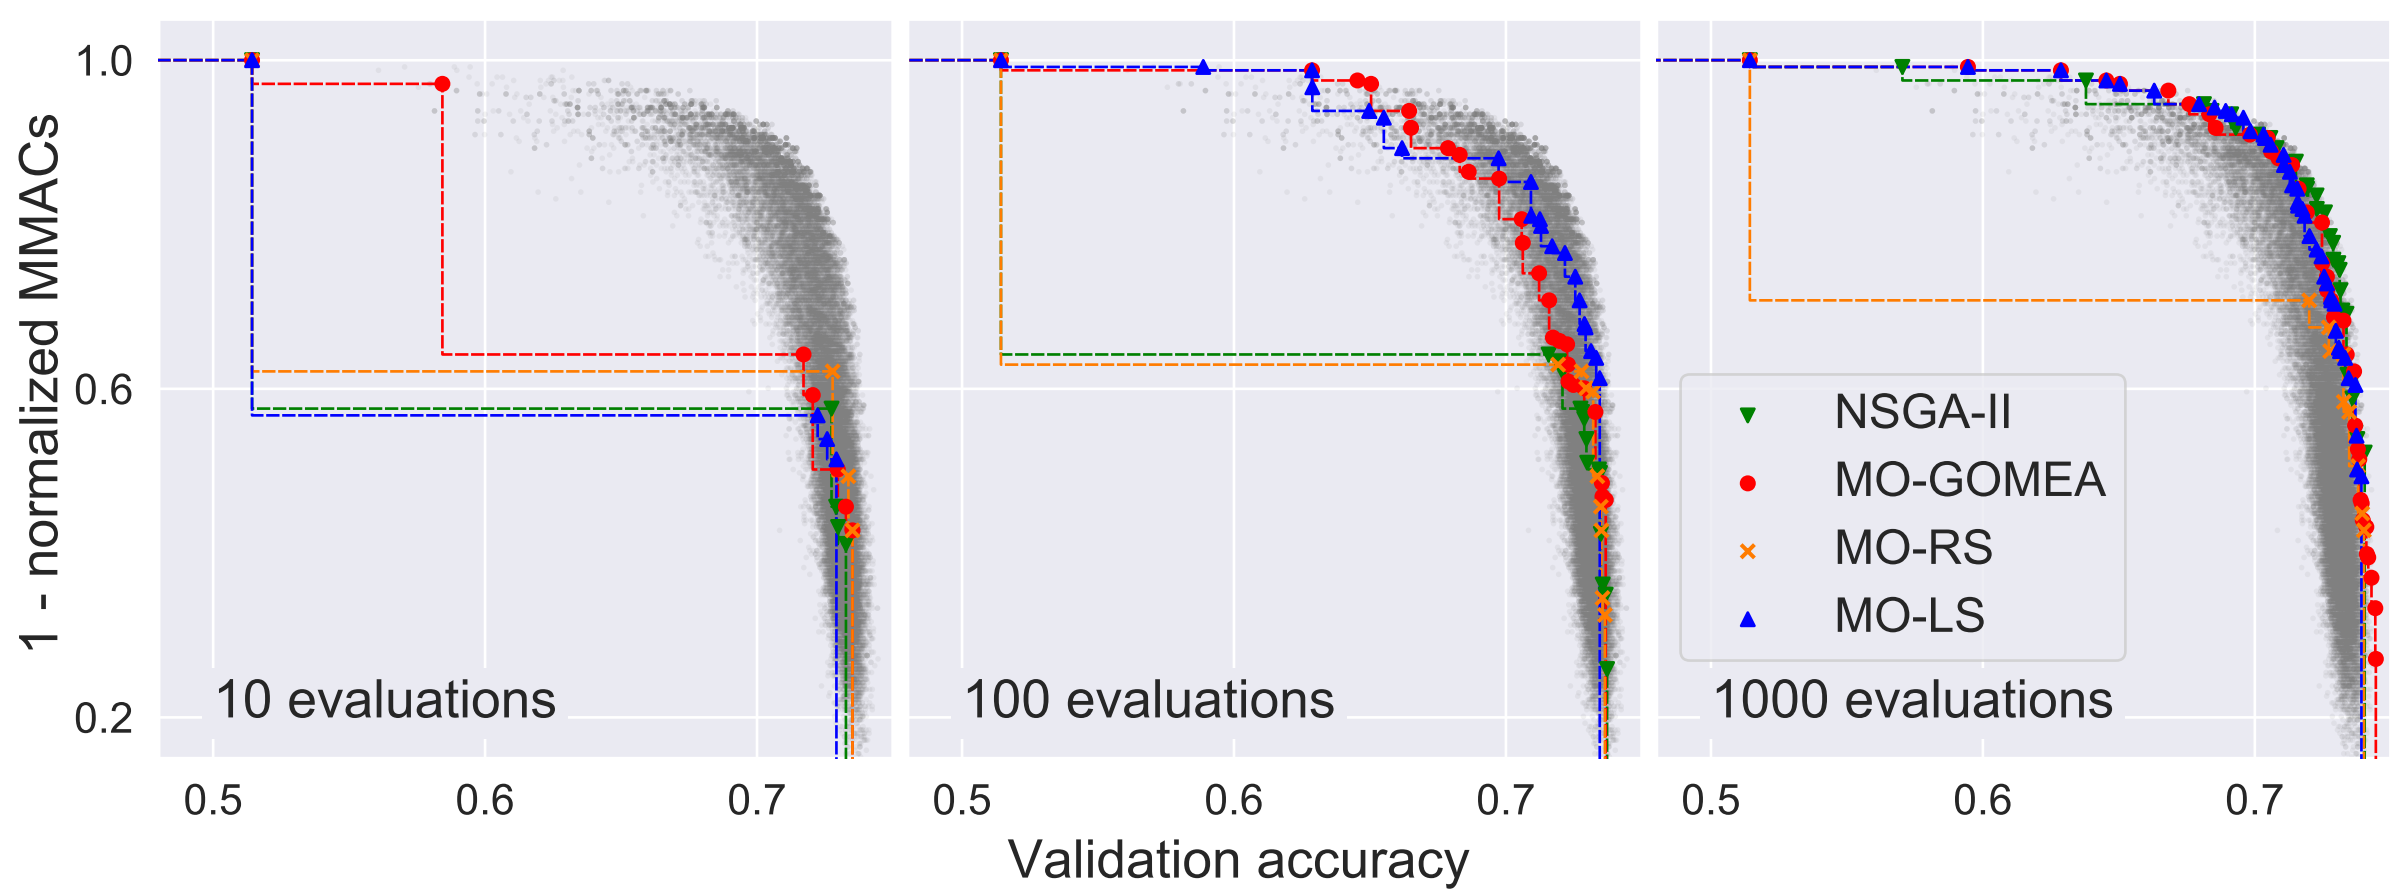 1 - normalized MMACs
1.0
0.6
0.2
10 evaluations
100 evaluations
1000 evaluations
NSGA-II
MO-GOMEA
MO-RS
MO-LS
0.5 0.6 0.7
0.5 0.6 0.7
0.5 0.6 0.7
Validation accuracy